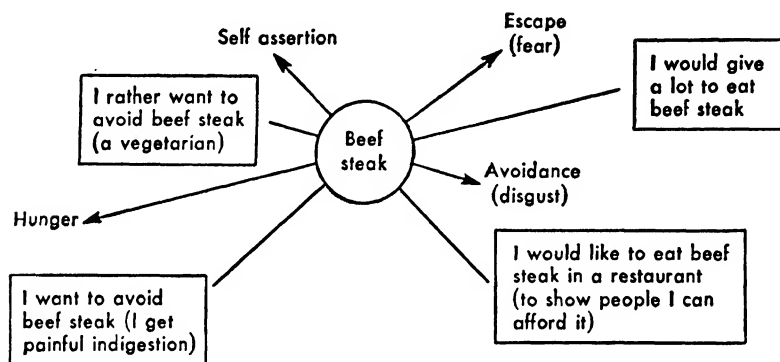 Self assertion
Escape
(fear)
I would give
a lot to eat
beef steak
I rather want to
avoid beef steak
(a vegetarian)
Beef
steak
Avoidance
(disgust)
Hunger
I would like to eat beef
steak in a restaurant
(to show people I can
afford it)
I want to avoid
beef steak (I get
painful indigestion)